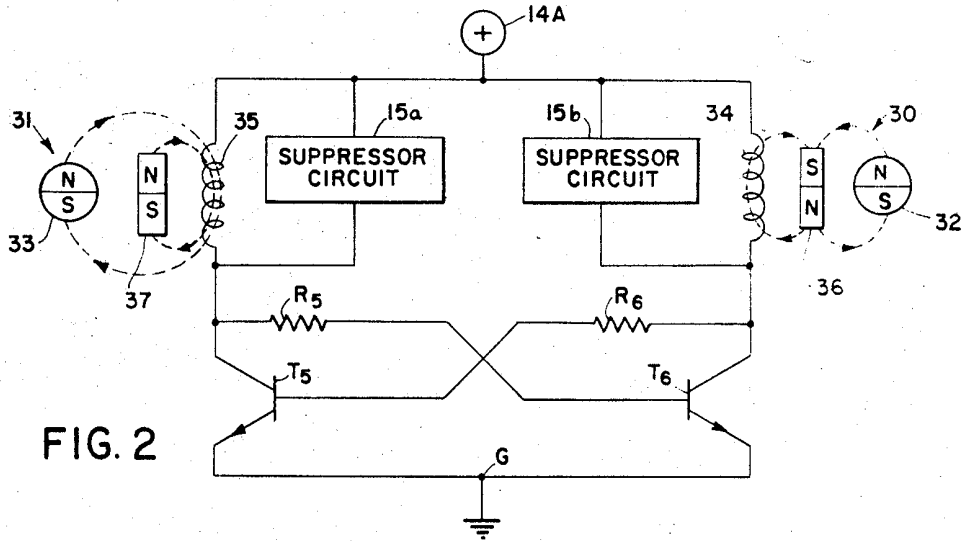 14A
+
31
35
15a
15b
34
30
SUPPRESSOR
CIRCUIT
SUPPRESSOR
CIRCUIT
N
S
N
S
S
N
N
S
33
37
36
32
R5
R6
T5
T6
FIG. 2
G